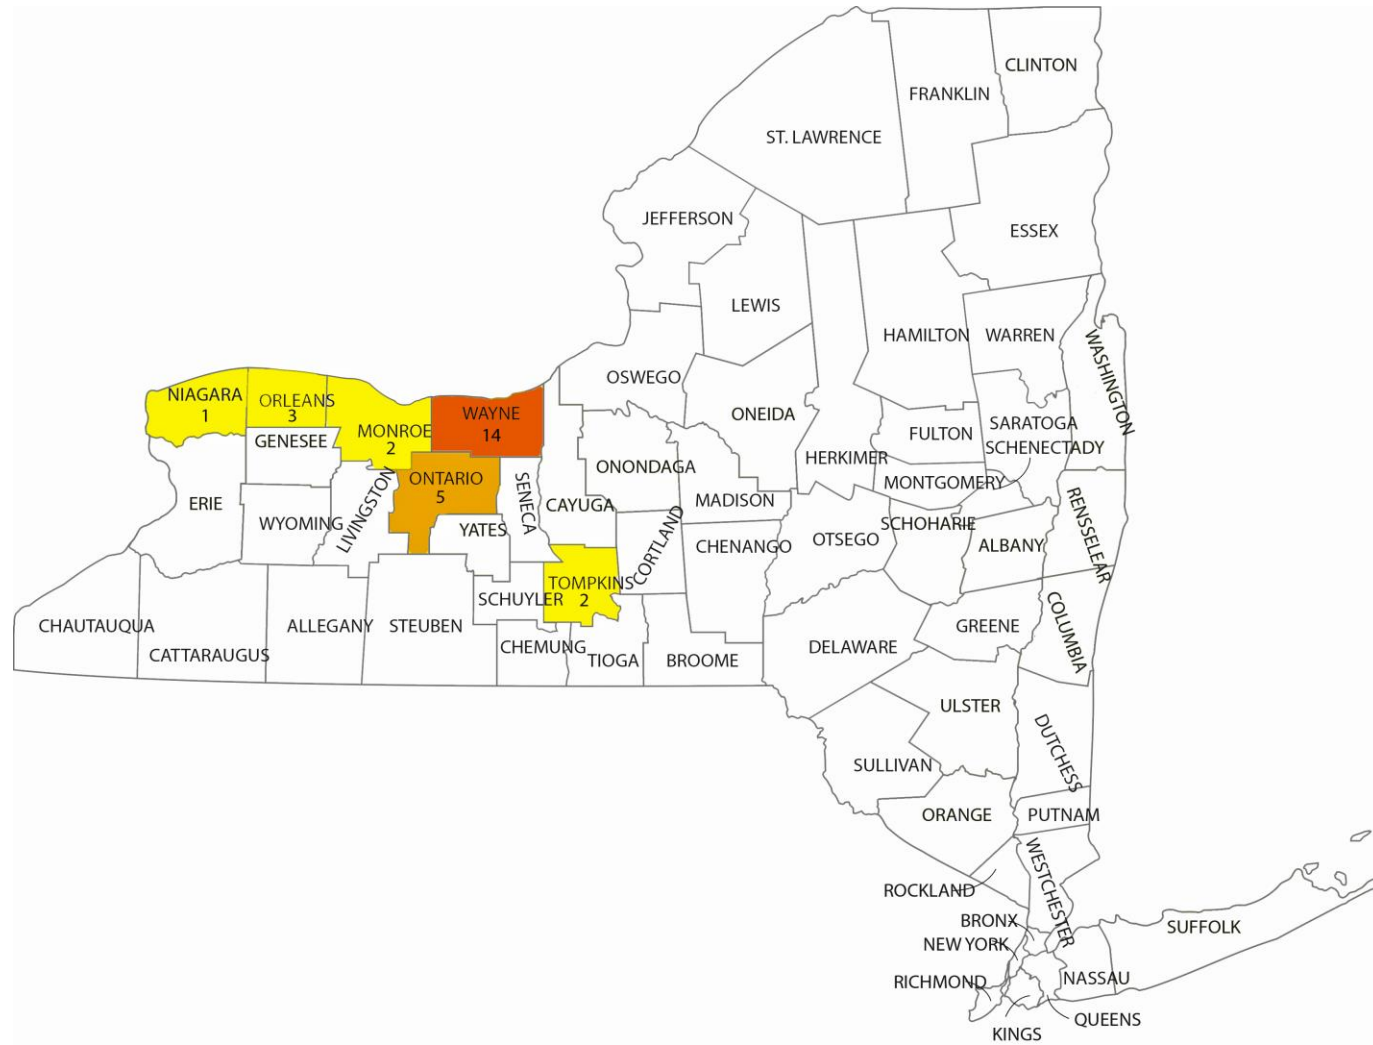 CLINTON
FRANKLIN
ST. LAWRENCE
JEFFERSON
ESSEX
LEWIS
HAMILTON
WARREN
WASHINGTON
OSWEGO
ONEIDA
NIAGARA
1
ORLEANS
3
MONROE
2
WAYNE
14
GENESEE
SARATOGA
FULTON
SCHENECTADY
HERKIMER
ONONDAGA
MONTGOMERY
ONTARIO
5
SENECA
CAYUGA
MADISON
ERIE
WYOMING
LIVINGSTON
YATES
CORTLAND
CHENANGO
OTSEGO
SCHOHARIE
ALBANY
RENSSELEAR
TOMPKINS
2
SCHUYLER
CHAUTAUQUA
CATTARAUGUS
ALLEGANY
STEUBEN
CHEMUNG
TIOGA
BROOME
DELAWARE
GREENE
COLUMBIA
ULSTER
DUTCHESS
SULLIVAN
ORANGE
PUTNAM
WESTCHESTER
ROCKLAND
BRONX
NEW YORK
SUFFOLK
RICHMOND
NASSAU
QUEENS
KINGS